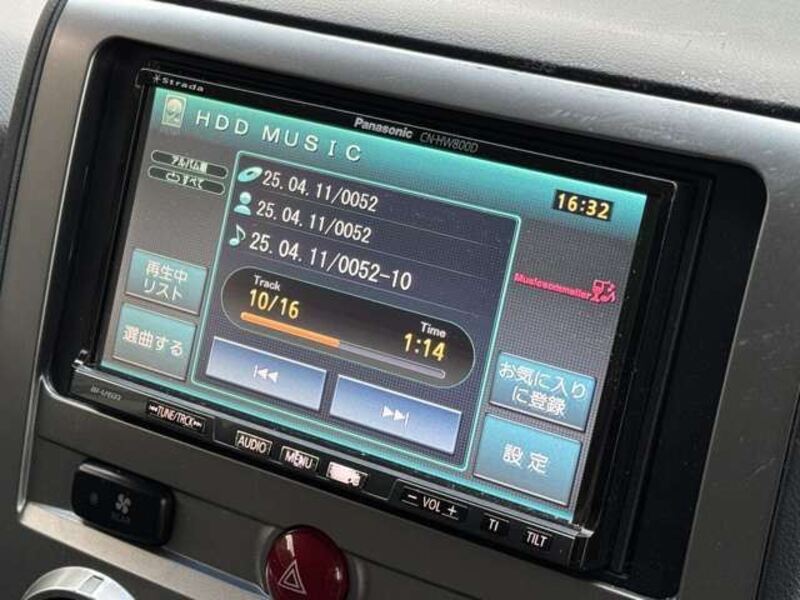 Strada
Panasonic CN-HW800D
HDD MUSIC
アルバム
すべて
25.04.11/0052
25.04.11/0052
25.04.11/0052-10
16:32
Musicsommelier
Track
10/16
Time
1:14
再生中
リスト
選曲する
お気に入り
に登録
設定
TUNE/TRCK
AUDIO
MENU
− VOL +
TI
TILT